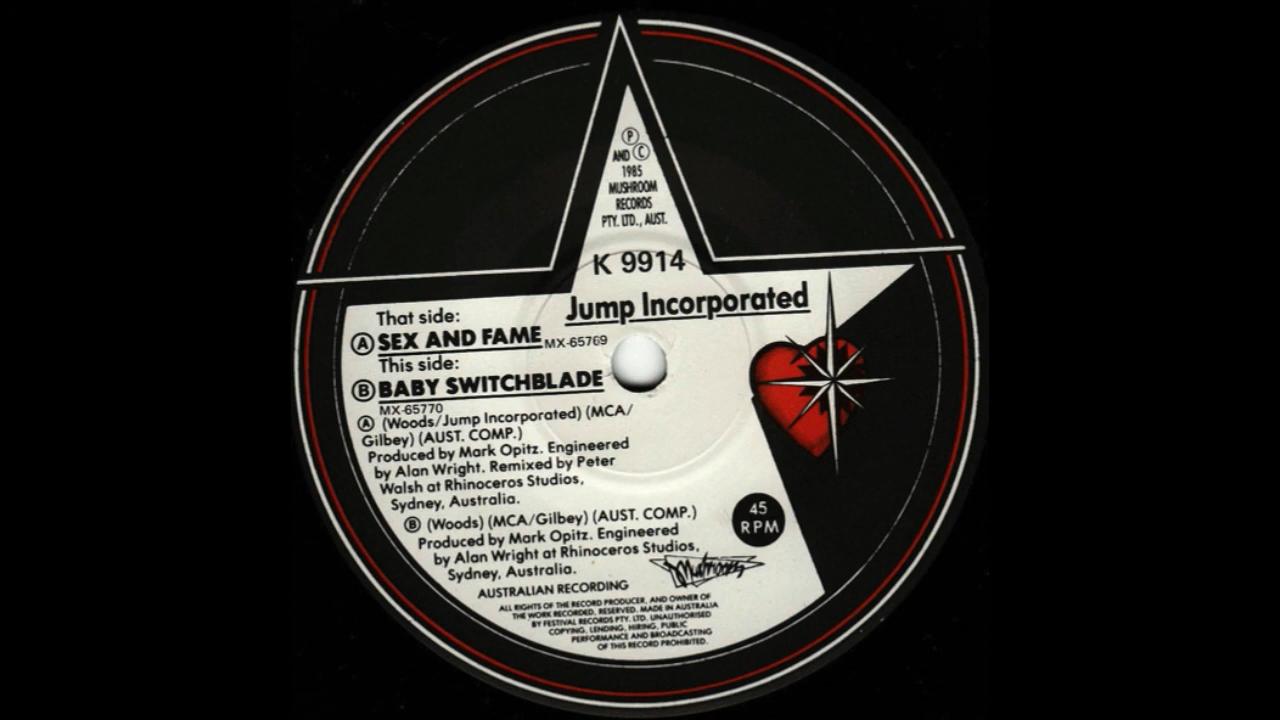 Ⓟ
AND Ⓒ
1985
MUSHROOM
RECORDS
PTY. LTD., AUST.
K 9914
Jump Incorporated
That side:
Ⓐ SEX AND FAME MX-65769
This side:
Ⓑ BABY SWITCHBLADE
MX-65770
Ⓐ (Woods/Jump Incorporated) (MCA/
Gilbey) (AUST. COMP.)
Produced by Mark Opitz. Engineered
by Alan Wright. Remixed by Peter
Walsh at Rhinoceros Studios,
Sydney, Australia.
Ⓑ (Woods) (MCA/Gilbey) (AUST. COMP.)
Produced by Mark Opitz. Engineered
by Alan Wright at Rhinoceros Studios,
Sydney, Australia.
45
RPM
Mushroom
AUSTRALIAN RECORDING
ALL RIGHTS OF THE RECORD PRODUCER, AND OWNER OF
THE WORK RECORDED, RESERVED. MADE IN AUSTRALIA
BY FESTIVAL RECORDS PTY. LTD. UNAUTHORISED
COPYING, LENDING, HIRING, PUBLIC
PERFORMANCE AND BROADCASTING
OF THIS RECORD PROHIBITED.